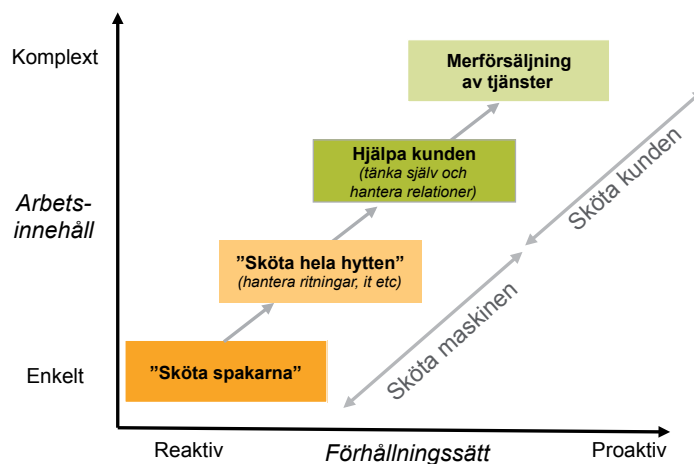 Komplext
Merförsäljning
av tjänster
Hjälpa kunden
(tänka själv och
hantera relationer)
Sköta kunden
Arbets-
innehåll
”Sköta hela hytten”
(hantera ritningar, it etc)
Sköta maskinen
Enkelt
”Sköta spakarna”
Reaktiv
Förhållningssätt
Proaktiv